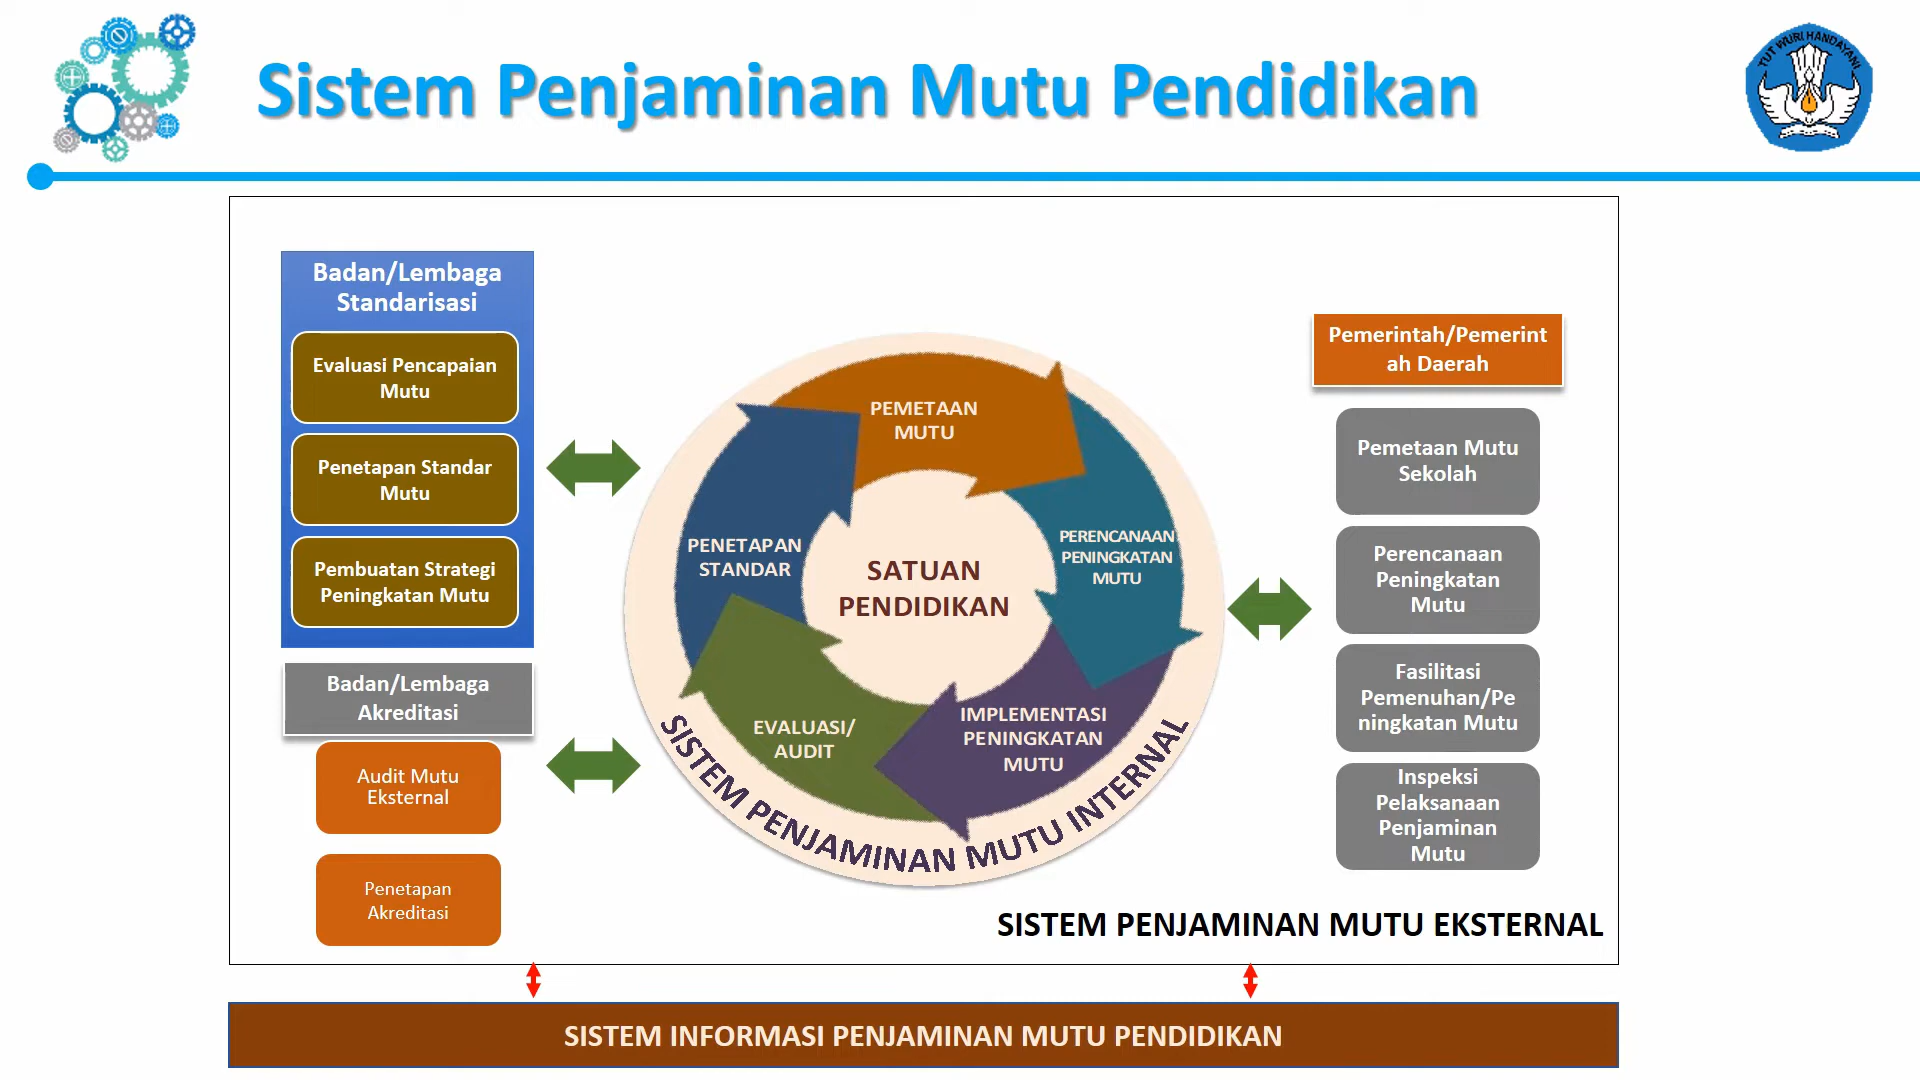 Sistem Penjaminan Mutu Pendidikan
TUT WURI HANDAYANI
Badan/Lembaga
Standarisasi
Evaluasi Pencapaian
Mutu
Penetapan Standar
Mutu
Pembuatan Strategi
Peningkatan Mutu
Badan/Lembaga
Akreditasi
Audit Mutu
Eksternal
Penetapan
Akreditasi
PEMETAAN
MUTU
PERENCANAAN
PENINGKATAN
MUTU
IMPLEMENTASI
PENINGKATAN
MUTU
EVALUASI/
AUDIT
PENETAPAN
STANDAR
SATUAN
PENDIDIKAN
SISTEM PENJAMINAN MUTU INTERNAL
Pemerintah/Pemerint
ah Daerah
Pemetaan Mutu
Sekolah
Perencanaan
Peningkatan
Mutu
Fasilitasi
Pemenuhan/Pe
ningkatan Mutu
Inspeksi
Pelaksanaan
Penjaminan
Mutu
SISTEM PENJAMINAN MUTU EKSTERNAL
SISTEM INFORMASI PENJAMINAN MUTU PENDIDIKAN